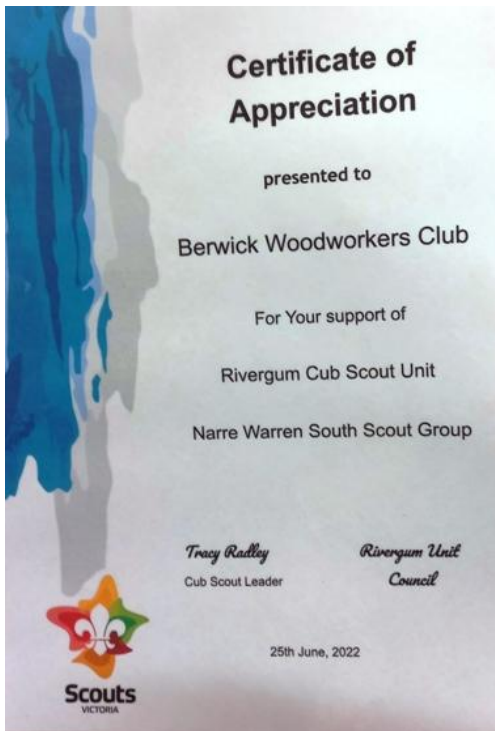 Certificate of
Appreciation
presented to
Berwick Woodworkers Club
For Your support of
Rivergum Cub Scout Unit
Narre Warren South Scout Group
Tracy Radley
Cub Scout Leader
Rivergum Unit
Council
25th June, 2022
Scouts
VICTORIA